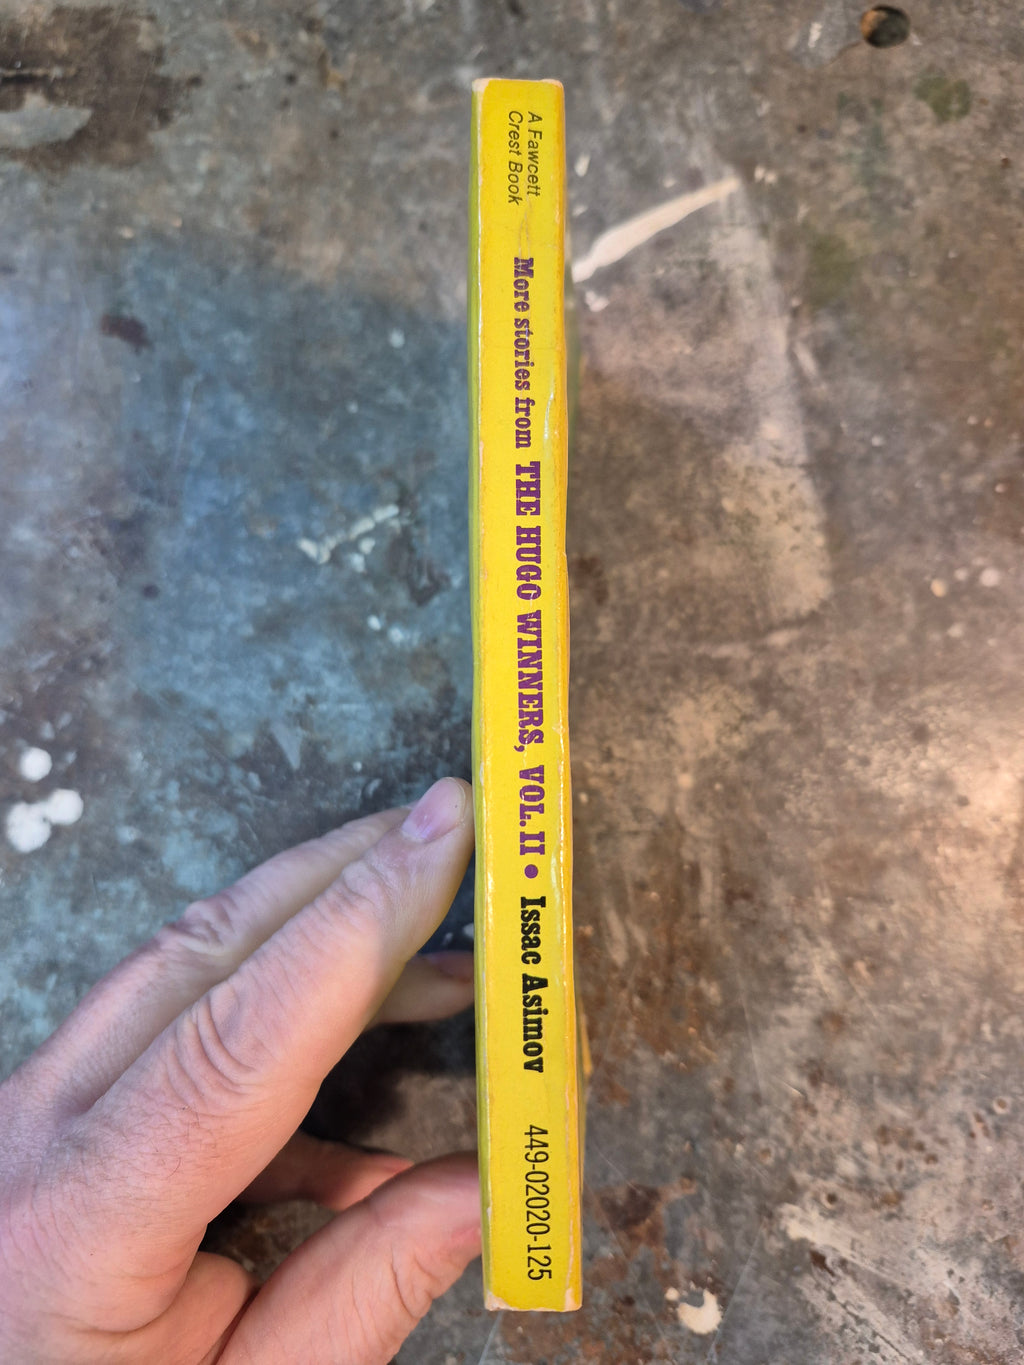 A Fawcett
Crest Book
More stories from THE HUGO WINNERS, VOL. II • Issac Asimov
449-02020-125